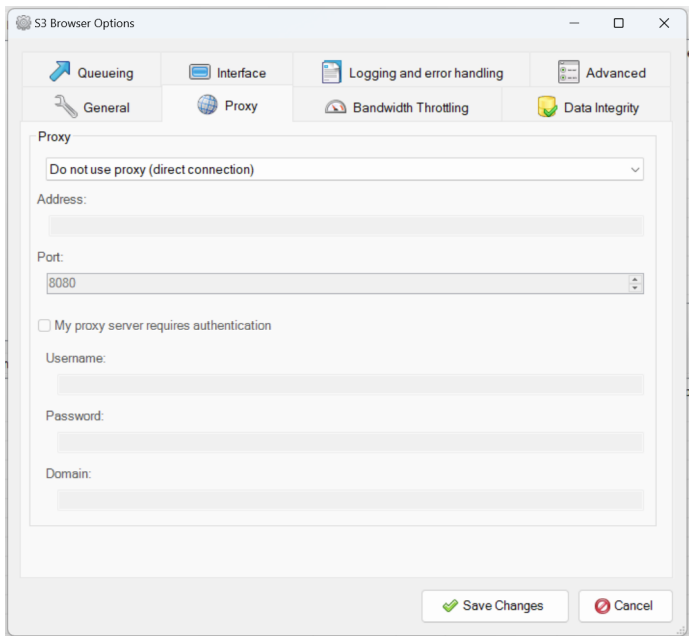 S3 Browser Options
Queueing
Interface
Logging and error handling
Advanced
General
Proxy
Bandwidth Throttling
Data Integrity
Proxy
Do not use proxy (direct connection)
Address:
Port:
8080
My proxy server requires authentication
Username:
Password:
Domain:
Save Changes
Cancel